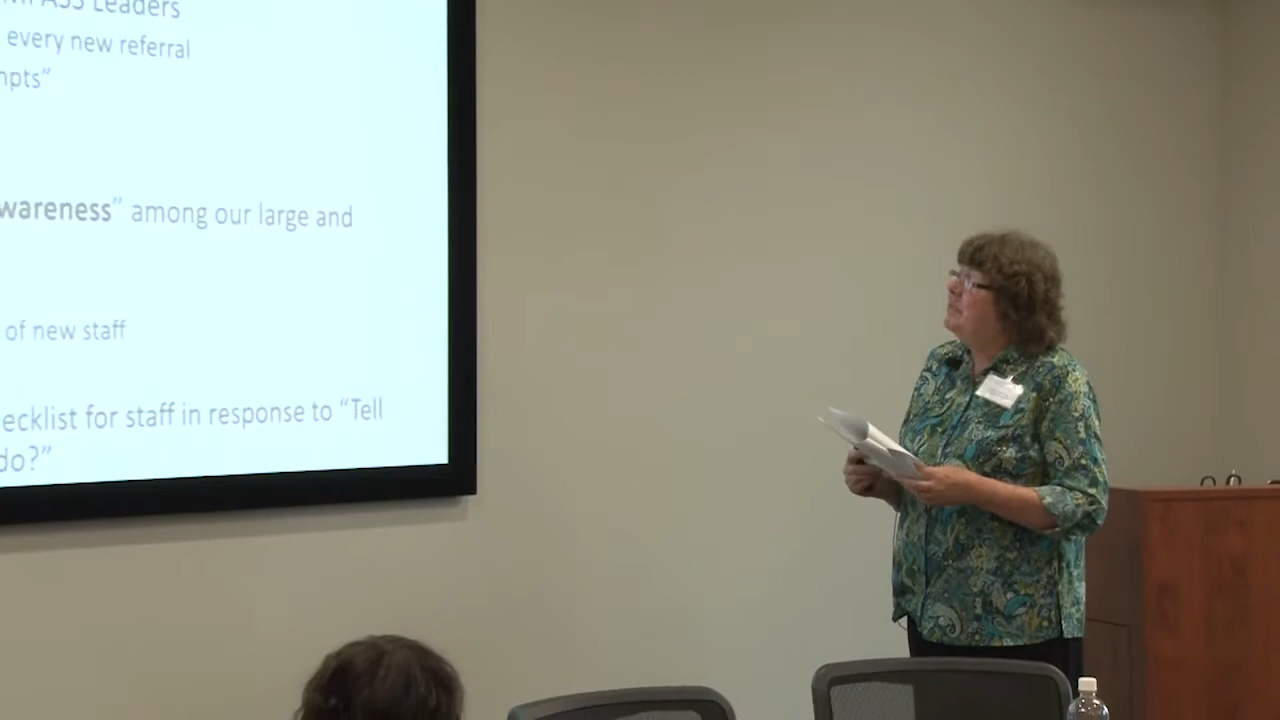 Leaders
every new referral
wareness" among our large and
of new staff
ecklist for staff in response to "Tell
do?"